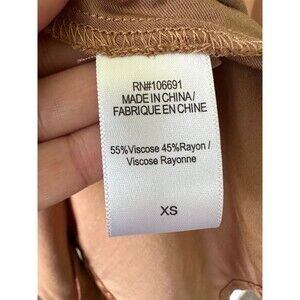 RN#106691
MADE IN CHINA/
FABRIQUE EN CHINE
55%Viscose 45%Rayon/
Viscose Rayonne
XS